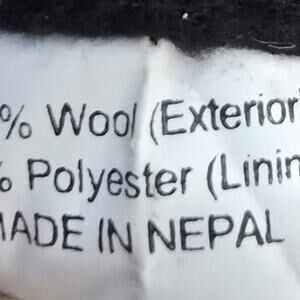 % Wool (Exterior)
% Polyester (Linin
MADE IN NEPAL